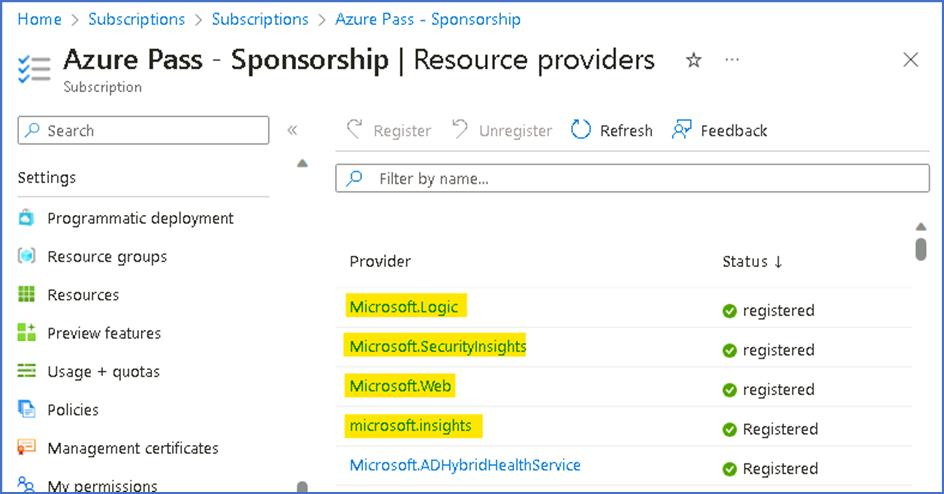 Home > Subscriptions > Subscriptions > Azure Pass - Sponsorship
Azure Pass - Sponsorship | Resource providers
Subscription
Search
Register Unregister Refresh Feedback
Settings
Filter by name...
Programmatic deployment
Resource groups
Resources
Preview features
Usage + quotas
Policies
Management certificates
My permissions
Provider Status ↓
Microsoft.Logic registered
Microsoft.SecurityInsights registered
Microsoft.Web registered
microsoft.insights Registered
Microsoft.ADHybridHealthService Registered